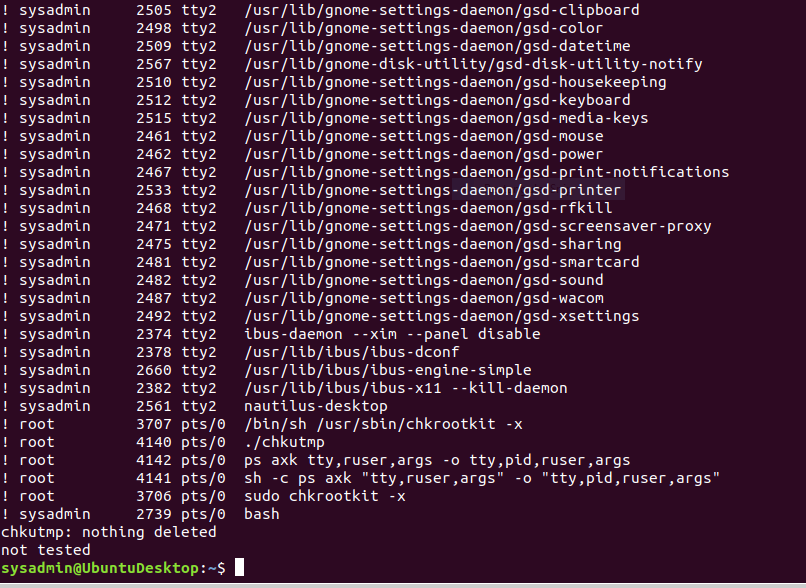 ! sysadmin     2505 tty2   /usr/lib/gnome-settings-daemon/gsd-clipboard
! sysadmin     2498 tty2   /usr/lib/gnome-settings-daemon/gsd-color
! sysadmin     2509 tty2   /usr/lib/gnome-settings-daemon/gsd-datetime
! sysadmin     2567 tty2   /usr/lib/gnome-disk-utility/gsd-disk-utility-notify
! sysadmin     2510 tty2   /usr/lib/gnome-settings-daemon/gsd-housekeeping
! sysadmin     2512 tty2   /usr/lib/gnome-settings-daemon/gsd-keyboard
! sysadmin     2515 tty2   /usr/lib/gnome-settings-daemon/gsd-media-keys
! sysadmin     2461 tty2   /usr/lib/gnome-settings-daemon/gsd-mouse
! sysadmin     2462 tty2   /usr/lib/gnome-settings-daemon/gsd-power
! sysadmin     2467 tty2   /usr/lib/gnome-settings-daemon/gsd-print-notifications
! sysadmin     2533 tty2   /usr/lib/gnome-settings-daemon/gsd-printer
! sysadmin     2468 tty2   /usr/lib/gnome-settings-daemon/gsd-rfkill
! sysadmin     2471 tty2   /usr/lib/gnome-settings-daemon/gsd-screensaver-proxy
! sysadmin     2475 tty2   /usr/lib/gnome-settings-daemon/gsd-sharing
! sysadmin     2481 tty2   /usr/lib/gnome-settings-daemon/gsd-smartcard
! sysadmin     2482 tty2   /usr/lib/gnome-settings-daemon/gsd-sound
! sysadmin     2487 tty2   /usr/lib/gnome-settings-daemon/gsd-wacom
! sysadmin     2492 tty2   /usr/lib/gnome-settings-daemon/gsd-xsettings
! sysadmin     2374 tty2   ibus-daemon --xim --panel disable
! sysadmin     2378 tty2   /usr/lib/ibus/ibus-dconf
! sysadmin     2660 tty2   /usr/lib/ibus/ibus-engine-simple
! sysadmin     2382 tty2   /usr/lib/ibus/ibus-x11 --kill-daemon
! sysadmin     2561 tty2   nautilus-desktop
! root         3707 pts/0  /bin/sh /usr/sbin/chkrootkit -x
! root         4140 pts/0  ./chkutmp
! root         4142 pts/0  ps axk tty,ruser,args -o tty,pid,ruser,args
! root         4141 pts/0  sh -c ps axk "tty,ruser,args" -o "tty,pid,ruser,args"
! root         3706 pts/0  sudo chkrootkit -x
! sysadmin     2739 pts/0  bash
chkutmp: nothing deleted
not tested
sysadmin@UbuntuDesktop:~$